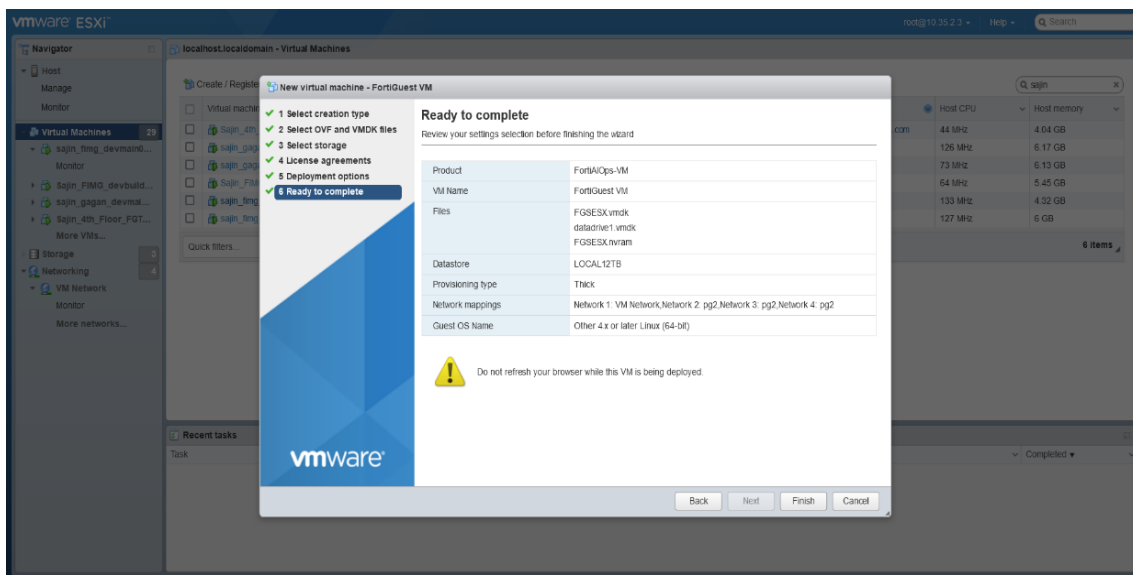 vmware ESXi
root@10.35.2.3
Help
Search
Navigator
localhost.localdomain - Virtual Machines
Host
Manage
Monitor
Virtual Machines 29
sajin_fimg_devmain0...
Monitor
Sajin_FIMG_devbuild...
sajin_gagan_devmai...
Sajin_4th_Floor_FGT...
More VMs...
Storage 3
Networking 4
VM Network
Monitor
More networks...
Create / Registe
sajin
Virtual machin
Host CPU
Host memory
Sajin_4th_
.com
44 MHz
4.04 GB
sajin_gag
126 MHz
6.17 GB
sajin_gag
73 MHz
6.13 GB
Sajin_FIM
64 MHz
5.45 GB
sajin_fimg
133 MHz
4.32 GB
sajin_fimg
127 MHz
6 GB
Quick filters...
6 items
New virtual machine - FortiGuest VM
1 Select creation type
2 Select OVF and VMDK files
3 Select storage
4 License agreements
5 Deployment options
6 Ready to complete
vmware
Ready to complete
Review your settings selection before finishing the wizard
Product FortiAIOps-VM
VM Name FortiGuest VM
Files FGSESX.vmdk
datadrive1.vmdk
FGSESX.nvram
Datastore LOCAL12TB
Provisioning type Thick
Network mappings Network 1: VM Network,Network 2: pg2,Network 3: pg2,Network 4: pg2
Guest OS Name Other 4.x or later Linux (64-bit)
Do not refresh your browser while this VM is being deployed.
Back Next Finish Cancel
Recent tasks
Task
Completed